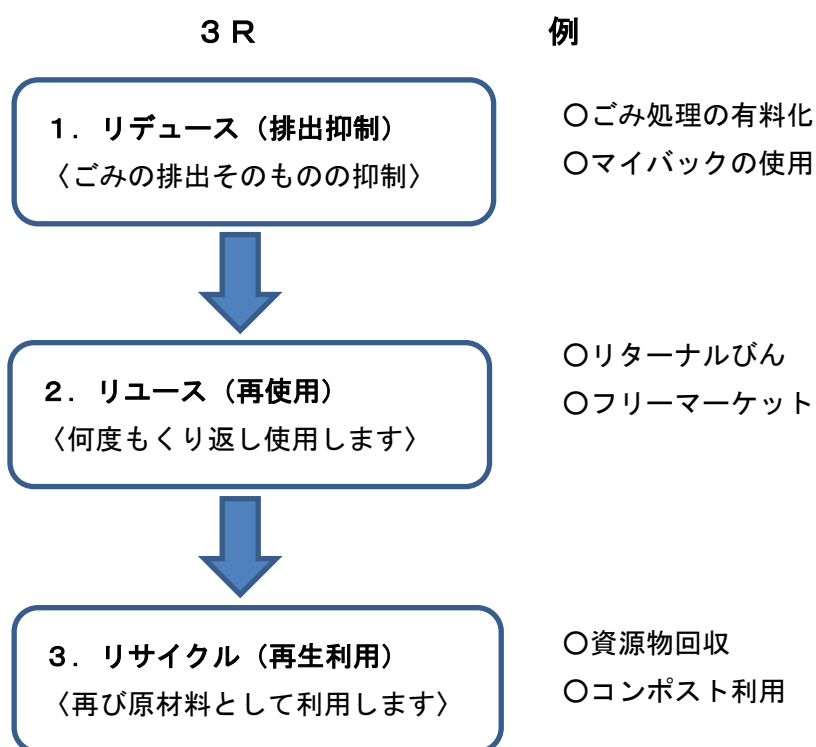 ３Ｒ 例
１．リデュース（排出抑制）
〈ごみの排出そのものの抑制〉
〇ごみ処理の有料化
〇マイバックの使用
２．リユース（再使用）
〈何度もくり返し使用します〉
〇リターナルびん
〇フリーマーケット
３．リサイクル（再生利用）
〈再び原材料として利用します〉
〇資源物回収
〇コンポスト利用